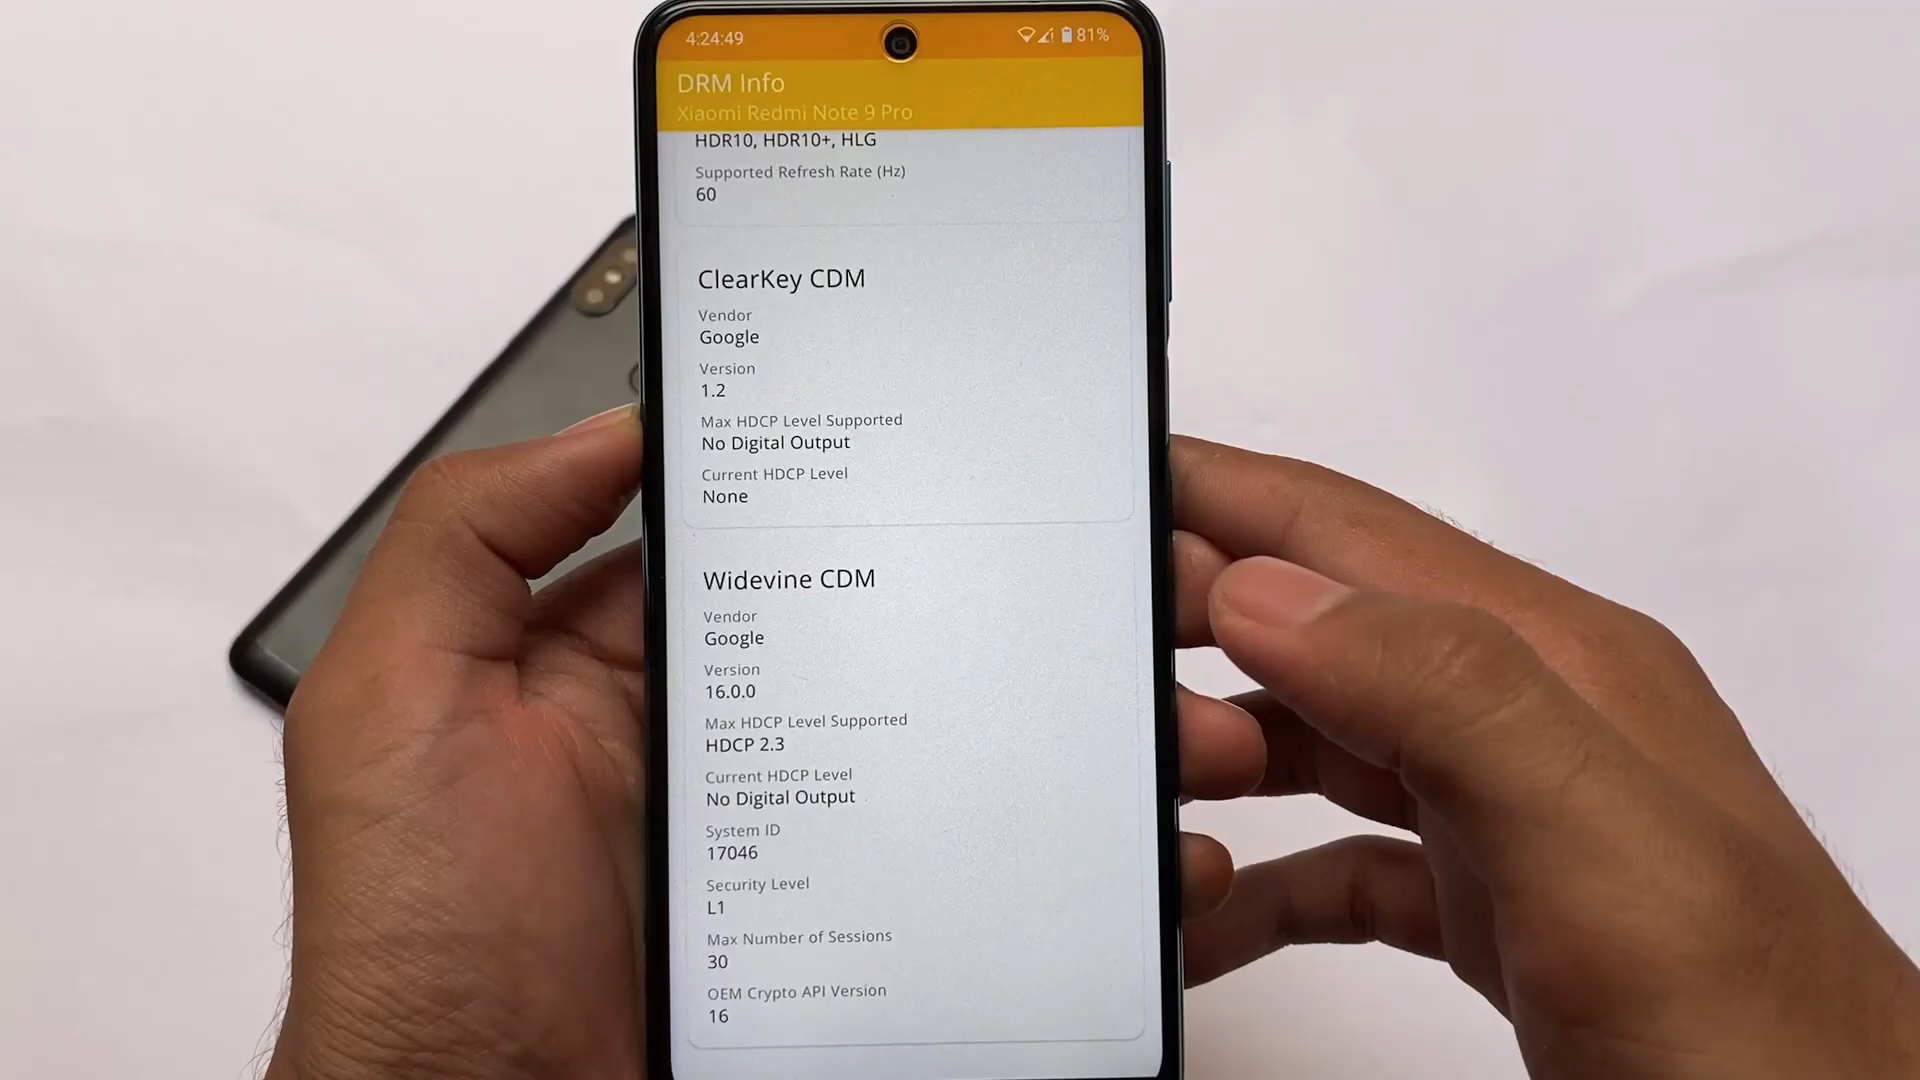 4:24:49
81%
DRM Info
Xiaomi Redmi Note 9 Pro
HDR10, HDR10+, HLG
Supported Refresh Rate (Hz)
60
ClearKey CDM
Vendor
Google
Version
1.2
Max HDCP Level Supported
No Digital Output
Current HDCP Level
None
Widevine CDM
Vendor
Google
Version
16.0.0
Max HDCP Level Supported
HDCP 2.3
Current HDCP Level
No Digital Output
System ID
17046
Security Level
L1
Max Number of Sessions
30
OEM Crypto API Version
16